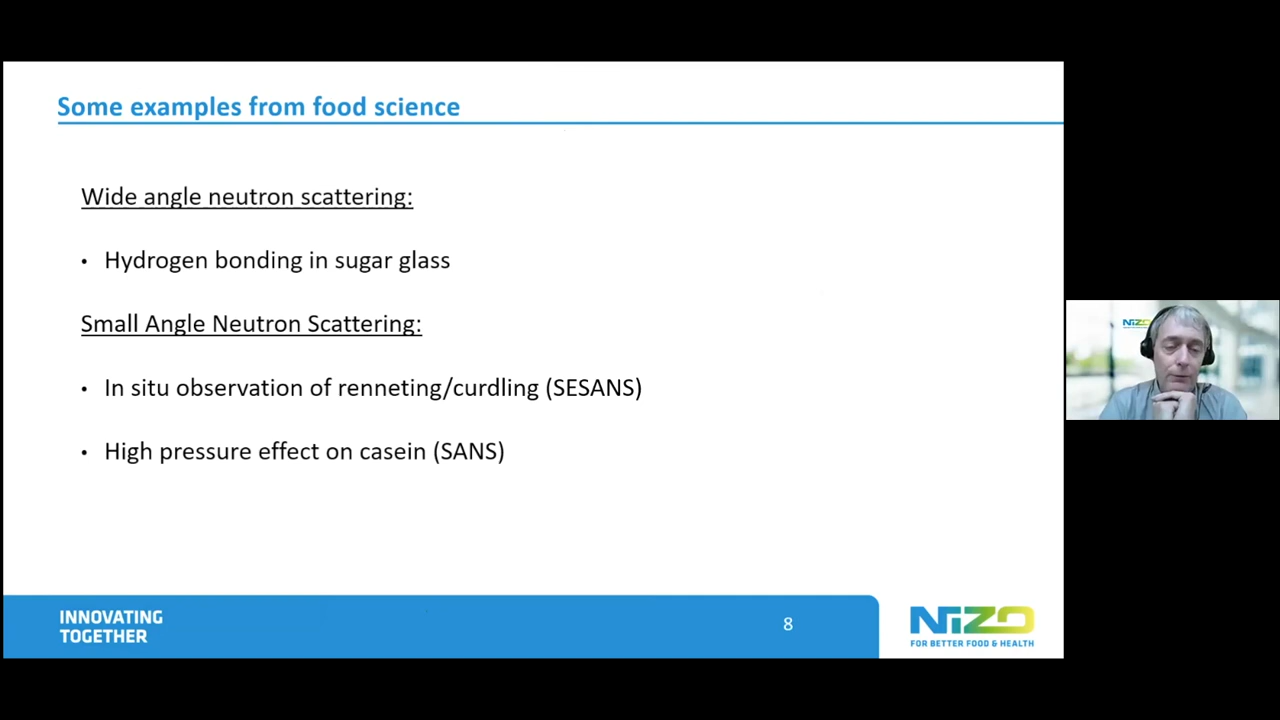 Some examples from food science
Wide angle neutron scattering:
• Hydrogen bonding in sugar glass
Small Angle Neutron Scattering:
• In situ observation of renneting/curdling (SESANS)
• High pressure effect on casein (SANS)
INNOVATING
TOGETHER
8
NIZO
FOR BETTER FOOD & HEALTH
NIZO